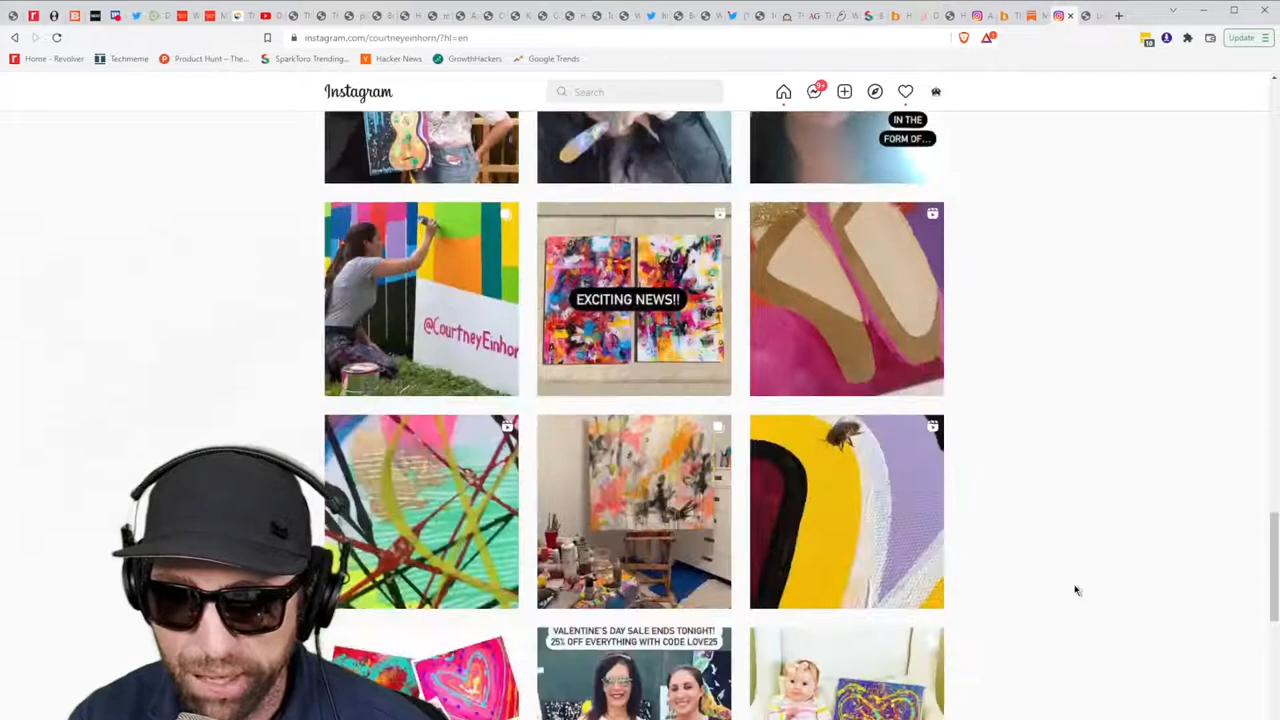 instagram.com/courtneyeinhorn/?hl=en
Update
Home - Revolver
Techmeme
Product Hunt – The...
SparkToro Trending...
Hacker News
GrowthHackers
Google Trends
Instagram
Search
9+
IN THE
FORM OF...
EXCITING NEWS!!
@CourtneyEinhor
VALENTINE'S DAY SALE ENDS TONIGHT!
25% OFF EVERYTHING WITH CODE LOVE25